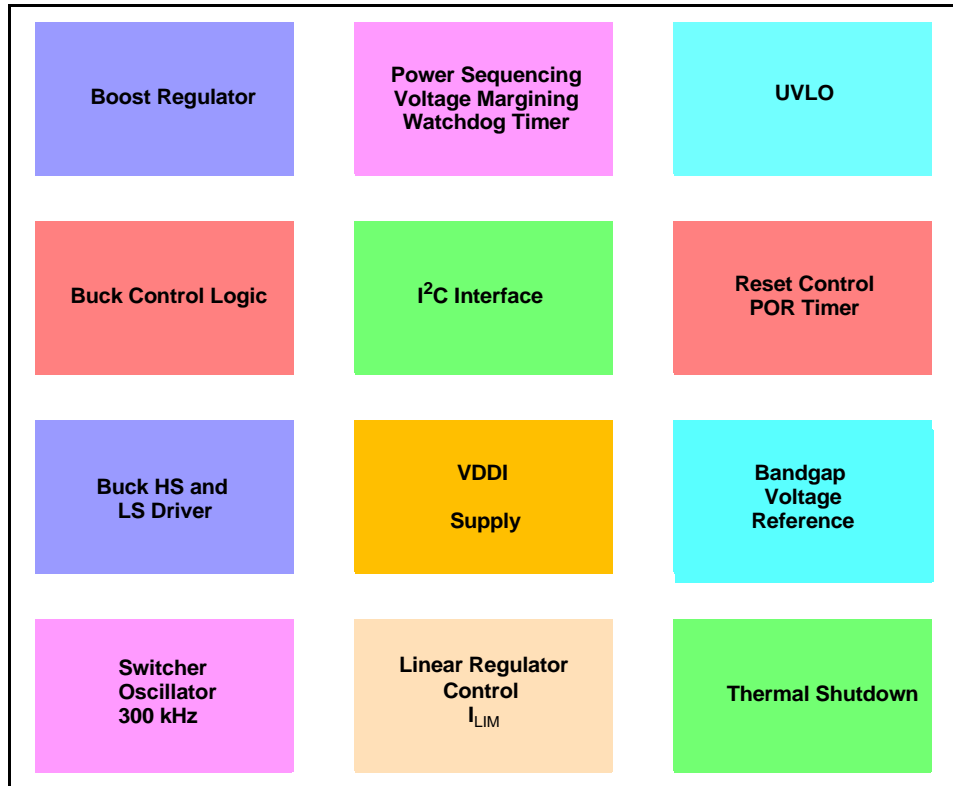 Boost Regulator
Power Sequencing
Voltage Margining
Watchdog Timer
UVLO
Buck Control Logic
I²C Interface
Reset Control
POR Timer
Buck HS and
LS Driver
VDDI
Supply
Bandgap
Voltage
Reference
Switcher
Oscillator
300 kHz
Linear Regulator
Control
I_LIM
Thermal Shutdown